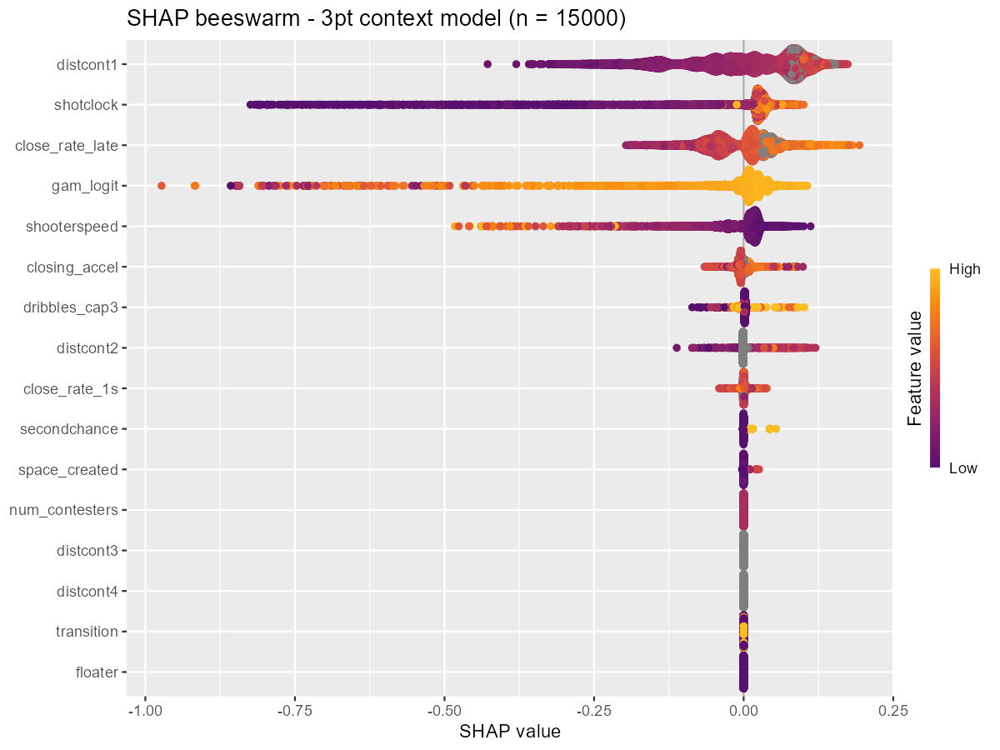 SHAP beeswarm - 3pt context model (n = 15000)
distcont1
shotclock
close_rate_late
gam_logit
shooterspeed
closing_accel
dribbles_cap3
distcont2
close_rate_1s
secondchance
space_created
num_contesters
distcont3
distcont4
transition
floater
-1.00
-0.75
-0.50
-0.25
0.00
0.25
SHAP value
Feature value
High
Low